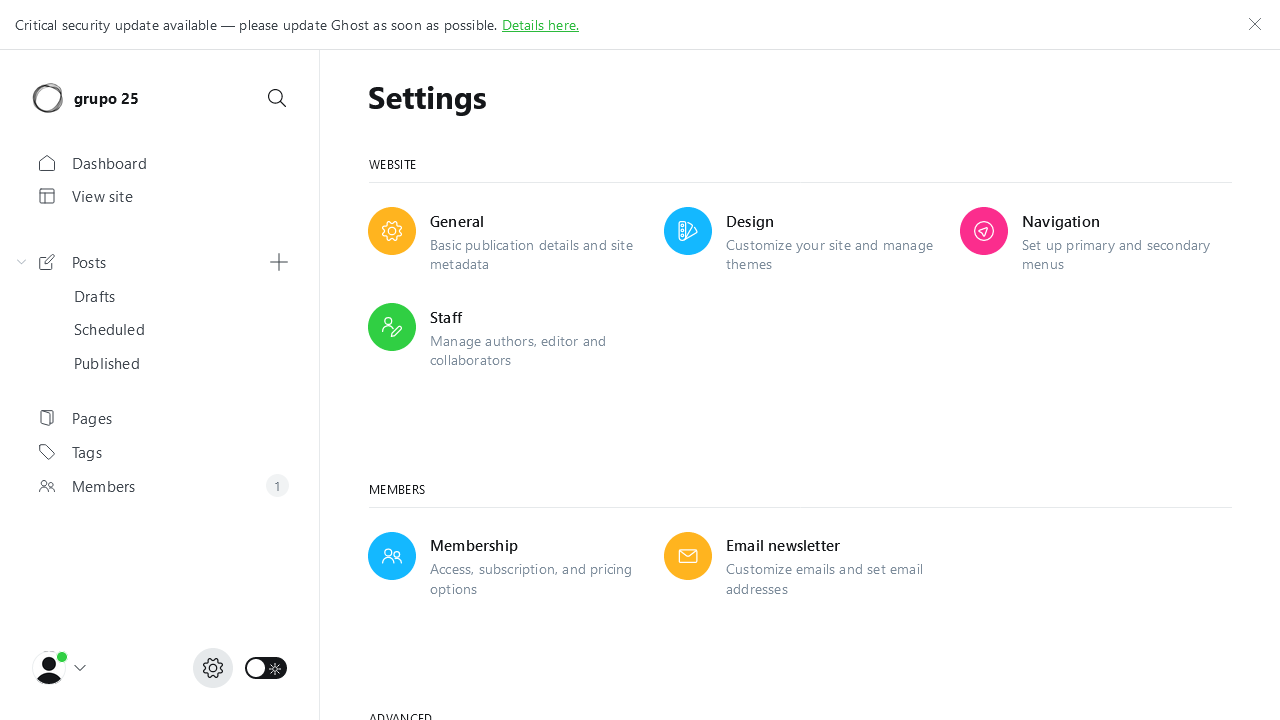 Critical security update available — please update Ghost as soon as possible. Details here.
grupo 25
Dashboard
View site
Posts
Drafts
Scheduled
Published
Pages
Tags
Members
1
Settings
WEBSITE
General
Basic publication details and site
metadata
Design
Customize your site and manage
themes
Navigation
Set up primary and secondary
menus
Staff
Manage authors, editor and
collaborators
MEMBERS
Membership
Access, subscription, and pricing
options
Email newsletter
Customize emails and set email
addresses
ADVANCED